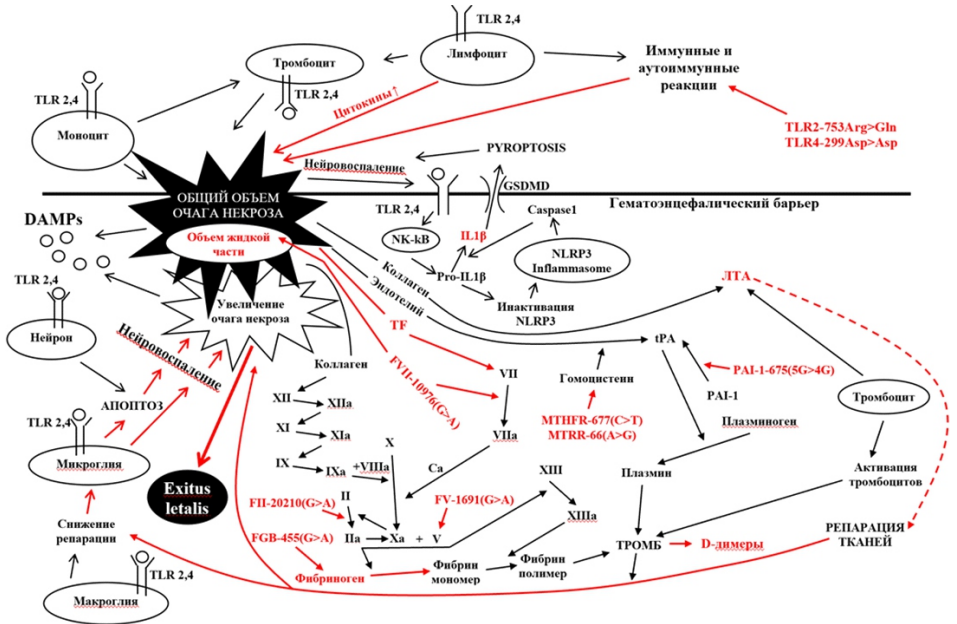 TLR 2,4
Лимфоцит
Тромбоцит
TLR 2,4
Иммунные и
аутоиммунные
реакции
TLR 2,4
Моноцит
Цитокины↑
TLR2-753Arg>Gln
TLR4-299Asp>Asp
Нейровоспаление
PYROPTOSIS
GSDMD
ОБЩИЙ ОБЪЕМ
ОЧАГА НЕКРОЗА
Гематоэнцефалический барьер
DAMPs
TLR 2,4
Caspase1
Объем жидкой
части
NK-kB
IL1β
NLRP3
Inflammasome
TLR 2,4
Pro-IL1β
Коллаген
Эндотелий
ЛТА
Увеличение
очага некроза
Инактивация
NLRP3
Нейрон
TF
tPA
Нейровоспаление
Коллаген
VII
FVII-10976(G>A)
Гомоцистеин
PAI-1-675(5G>4G)
PAI-1
Тромбоцит
АПОПТОЗ
XII
XIIa
MTHFR-677(C>T)
MTRR-66(A>G)
TLR 2,4
XI
XIa
X
VIIa
Плазминоген
Микроглия
IX
IXa
+VIIIa
Ca
XIII
Плазмин
Активация
тромбоцитов
Exitus
letalis
FII-20210(G>A)
II
FV-1691(G>A)
XIIIa
Снижение
репарации
FGB-455(G>A)
IIa
Xa + V
ТРОМБ
D-димеры
РЕПАРАЦИЯ
ТКАНЕЙ
TLR 2,4
Фибриноген
Фибрин
мономер
Фибрин
полимер
Макроглия